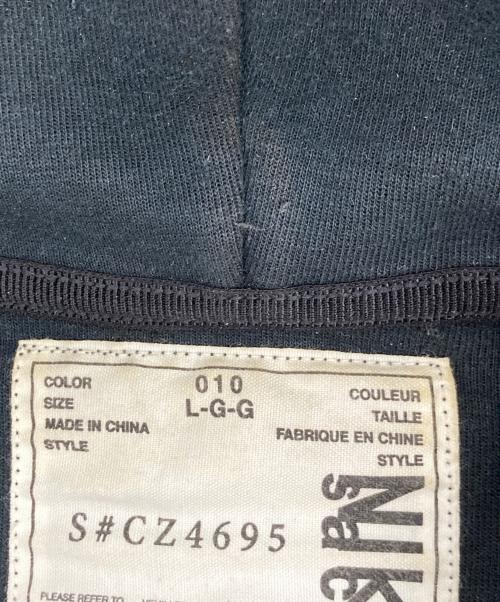 COLOR 010 COULEUR
SIZE L-G-G TAILLE
MADE IN CHINA FABRIQUE EN CHINE
STYLE STYLE
S#CZ4695
PLEASE REFER TO